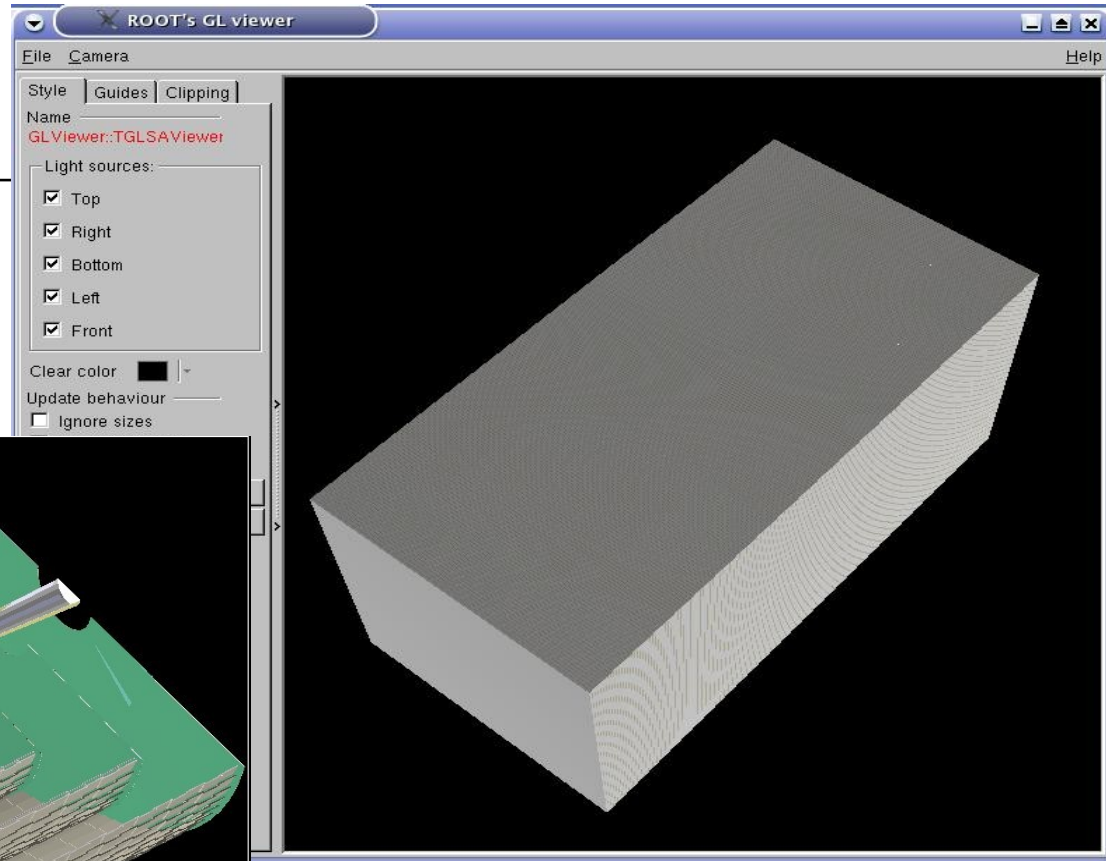 ROOT's GL viewer
File Camera Help
Style Guides Clipping
Name
GLViewer::TGLSAViewer
Light sources:
Top
Right
Bottom
Left
Front
Clear color
Update behaviour
Ignore sizes